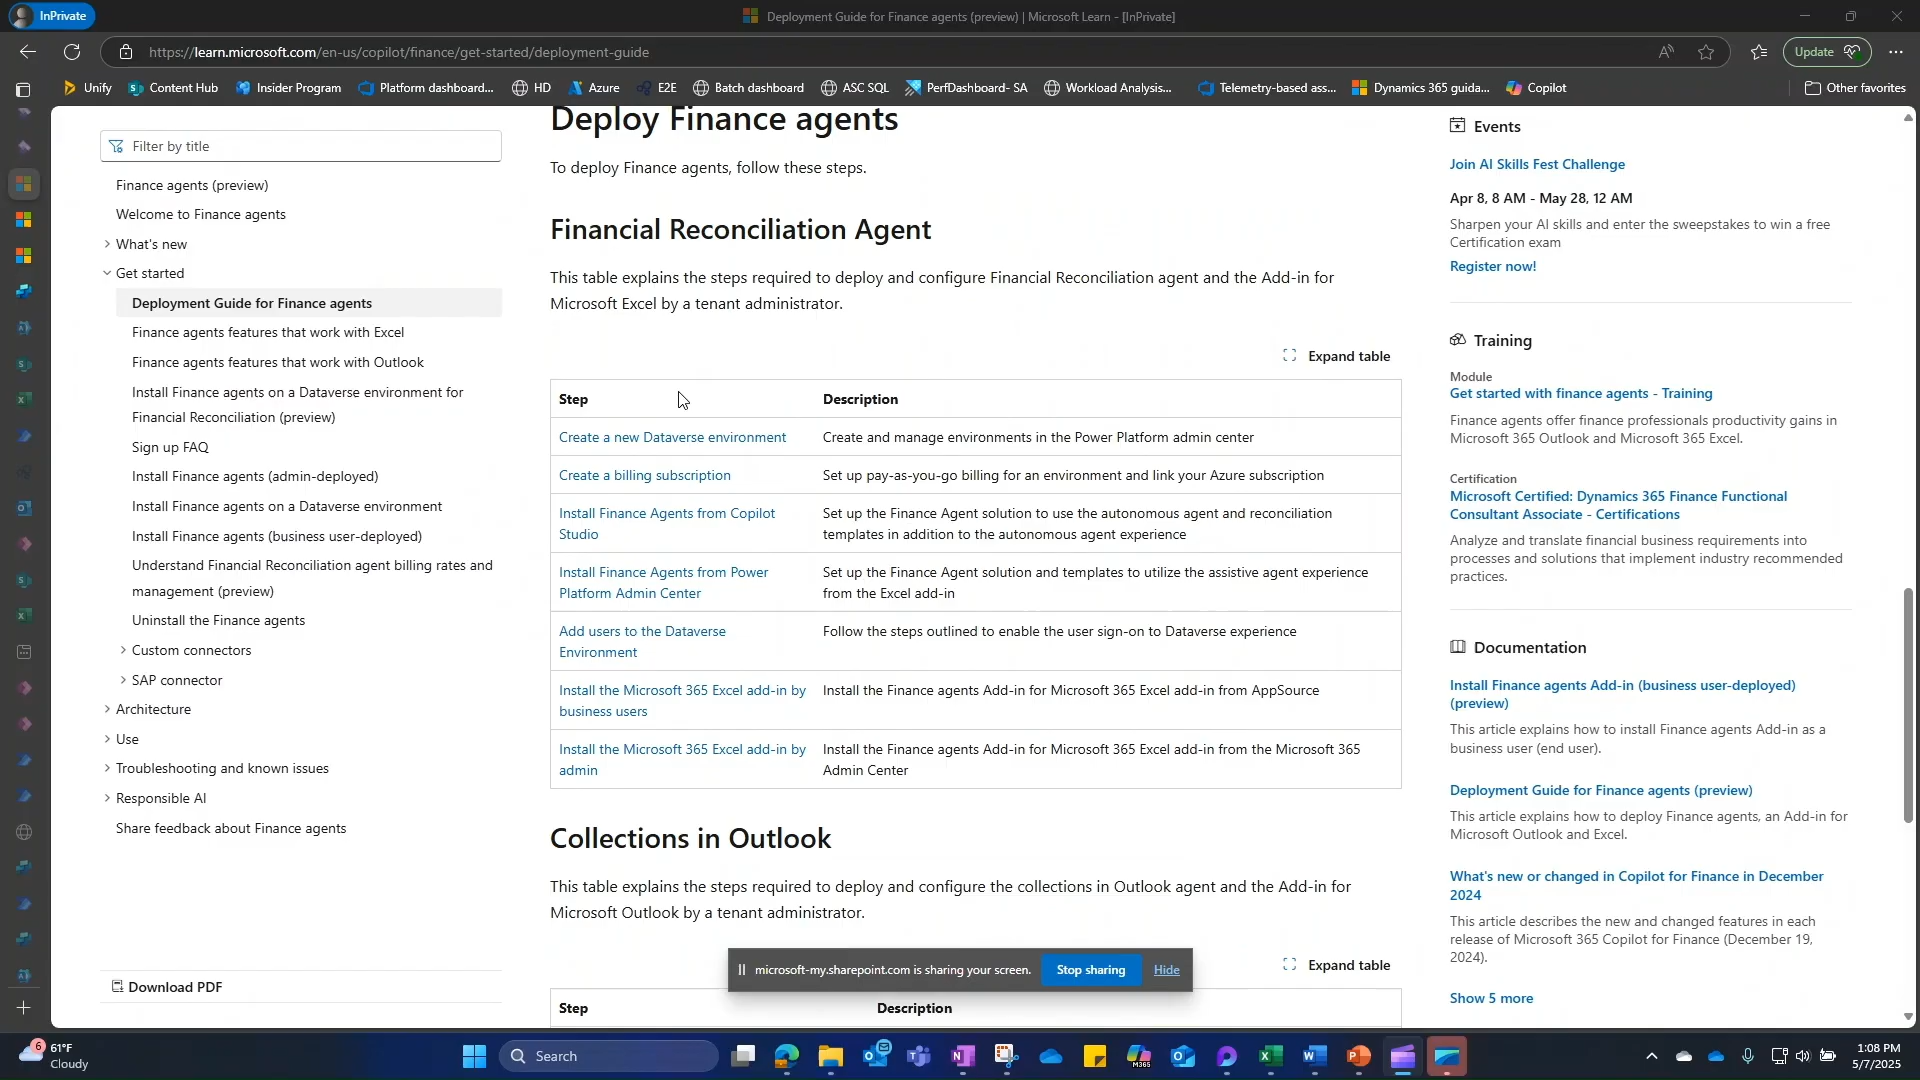 InPrivate
Deployment Guide for Finance agents (preview) | Microsoft Learn - [InPrivate]
https://learn.microsoft.com/en-us/copilot/finance/get-started/deployment-guide
Update
Unify
Content Hub
Insider Program
Platform dashboard...
HD
Azure
E2E
Batch dashboard
ASC SQL
PerfDashboard- SA
Workload Analysis...
Telemetry-based ass...
Dynamics 365 guida...
Copilot
Other favorites
Filter by title
Finance agents (preview)
Welcome to Finance agents
What's new
Get started
Deployment Guide for Finance agents
Finance agents features that work with Excel
Finance agents features that work with Outlook
Install Finance agents on a Dataverse environment for
Financial Reconciliation (preview)
Sign up FAQ
Install Finance agents (admin-deployed)
Install Finance agents on a Dataverse environment
Install Finance agents (business user-deployed)
Understand Financial Reconciliation agent billing rates and
management (preview)
Uninstall the Finance agents
Custom connectors
SAP connector
Architecture
Use
Troubleshooting and known issues
Responsible AI
Share feedback about Finance agents
Download PDF
Deploy Finance agents
To deploy Finance agents, follow these steps.
Financial Reconciliation Agent
This table explains the steps required to deploy and configure Financial Reconciliation agent and the Add-in for
Microsoft Excel by a tenant administrator.
Expand table
Step
Description
Create a new Dataverse environment
Create and manage environments in the Power Platform admin center
Create a billing subscription
Set up pay-as-you-go billing for an environment and link your Azure subscription
Install Finance Agents from Copilot
Studio
Set up the Finance Agent solution to use the autonomous agent and reconciliation
templates in addition to the autonomous agent experience
Install Finance Agents from Power
Platform Admin Center
Set up the Finance Agent solution and templates to utilize the assistive agent experience
from the Excel add-in
Add users to the Dataverse
Environment
Follow the steps outlined to enable the user sign-on to Dataverse experience
Install the Microsoft 365 Excel add-in by
business users
Install the Finance agents Add-in for Microsoft 365 Excel add-in from AppSource
Install the Microsoft 365 Excel add-in by
admin
Install the Finance agents Add-in for Microsoft 365 Excel add-in from the Microsoft 365
Admin Center
Collections in Outlook
This table explains the steps required to deploy and configure the collections in Outlook agent and the Add-in for
Microsoft Outlook by a tenant administrator.
Expand table
Step
Description
microsoft-my.sharepoint.com is sharing your screen.
Stop sharing
Hide
Events
Join AI Skills Fest Challenge
Apr 8, 8 AM - May 28, 12 AM
Sharpen your AI skills and enter the sweepstakes to win a free
Certification exam
Register now!
Training
Module
Get started with finance agents - Training
Finance agents offer finance professionals productivity gains in
Microsoft 365 Outlook and Microsoft 365 Excel.
Certification
Microsoft Certified: Dynamics 365 Finance Functional
Consultant Associate - Certifications
Analyze and translate financial business requirements into
processes and solutions that implement industry recommended
practices.
Documentation
Install Finance agents Add-in (business user-deployed)
(preview)
This article explains how to install Finance agents Add-in as a
business user (end user).
Deployment Guide for Finance agents (preview)
This article explains how to deploy Finance agents, an Add-in for
Microsoft Outlook and Excel.
What's new or changed in Copilot for Finance in December
2024
This article describes the new and changed features in each
release of Microsoft 365 Copilot for Finance (December 19,
2024).
Show 5 more
6
61°F
Cloudy
Search
M365
1:08 PM
5/7/2025